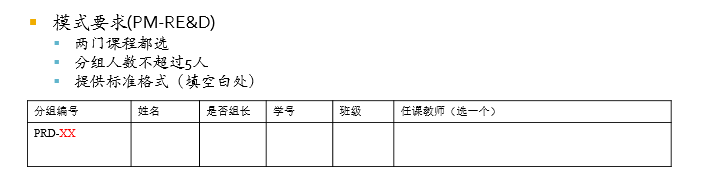 模式要求(PM-RE&D)
两门课程都选
分组人数不超过5人
提供标准格式（填空白处）
分组编号 姓名 是否组长 学号 班级 任课教师（选一个）
PRD-XX